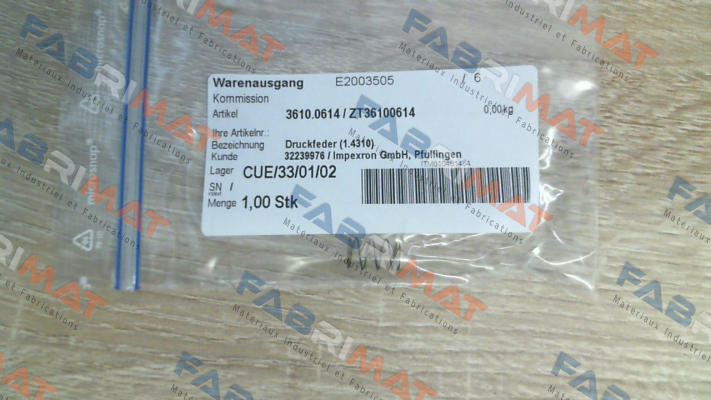 Warenausgang E2003505 6
Kommission
Artikel 3610.0614 / ZT36100614 0,00kg
Ihre Artikelnr.:
Bezeichnung Druckfeder (1.4310)
Kunde 32239976 / Impexron GmbH, Pfullingen
Lager CUE/33/01/02
SN /
Menge 1,00 Stk
FABRIMAT
Materiaux Industriel et Fabrications